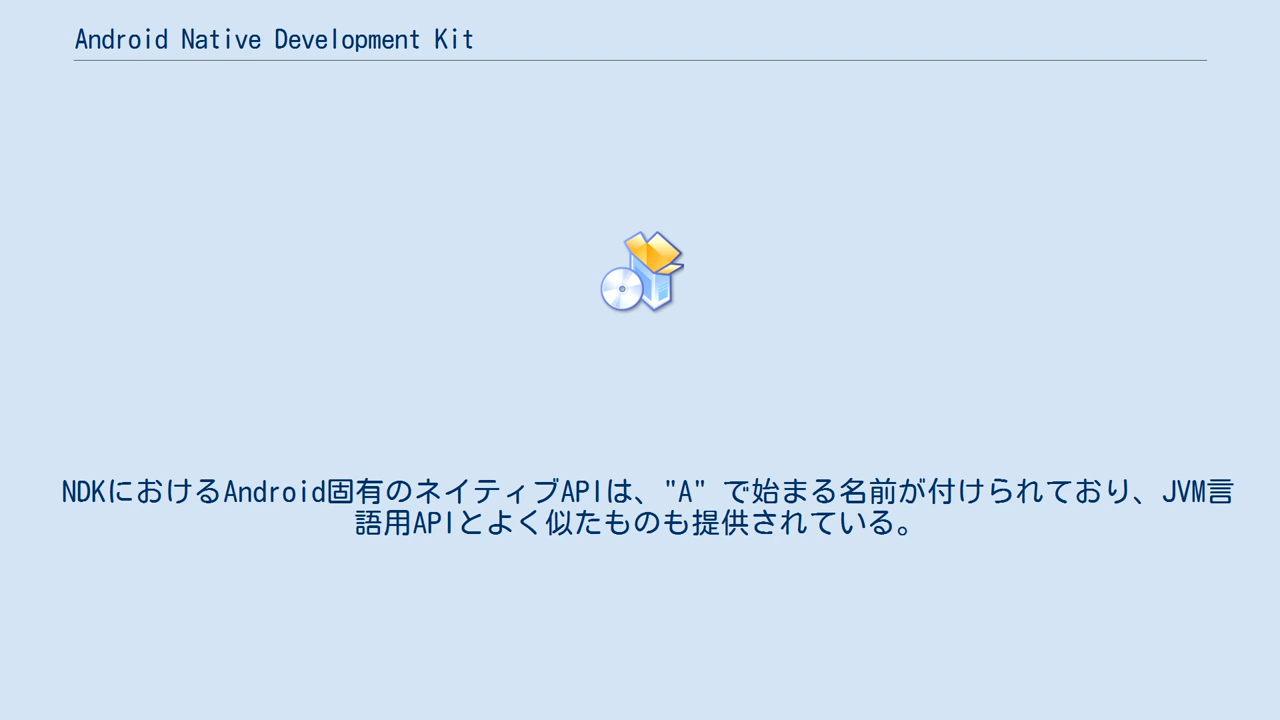 Android Native Development Kit
NDKにおけるAndroid固有のネイティブAPIは、"A" で始まる名前が付けられており、JVM言
語用APIとよく似たものも提供されている。